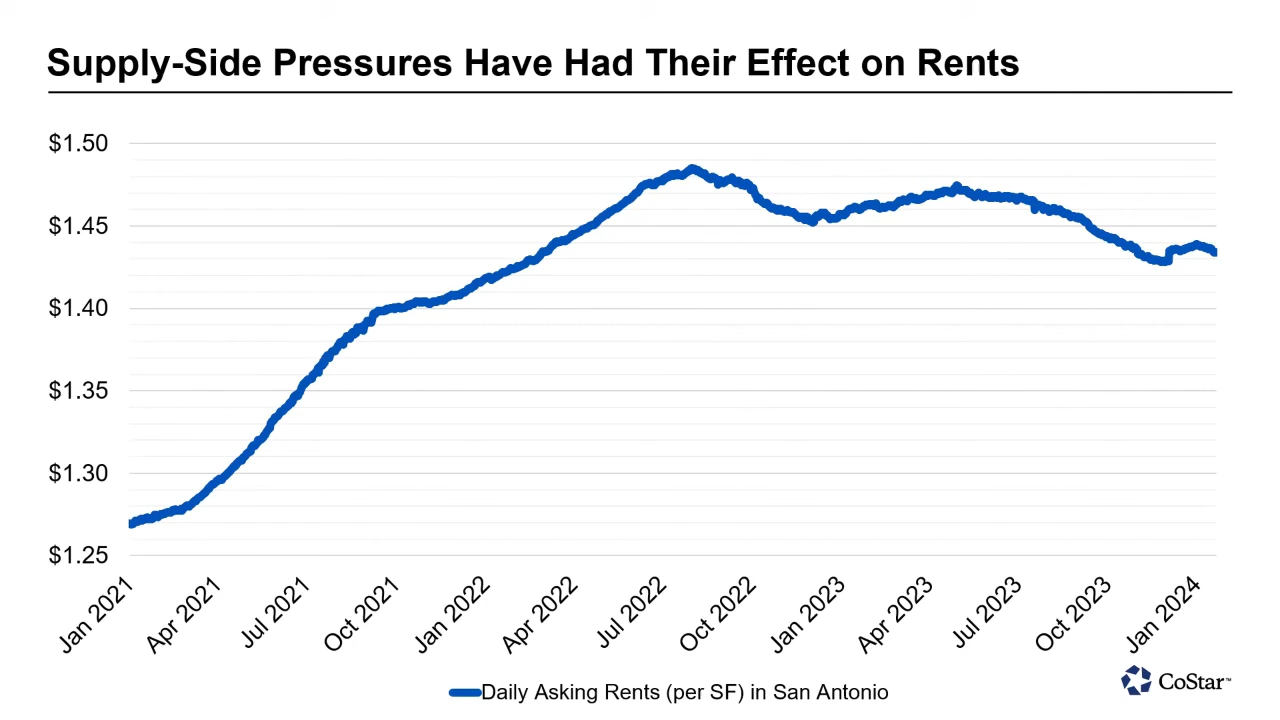 Supply-Side Pressures Have Had Their Effect on Rents
$1.50
$1.45
$1.40
$1.35
$1.30
$1.25
Jan 2021
Apr 2021
Jul 2021
Oct 2021
Jan 2022
Apr 2022
Jul 2022
Oct 2022
Jan 2023
Apr 2023
Jul 2023
Oct 2023
Jan 2024
Daily Asking Rents (per SF) in San Antonio
CoStar™